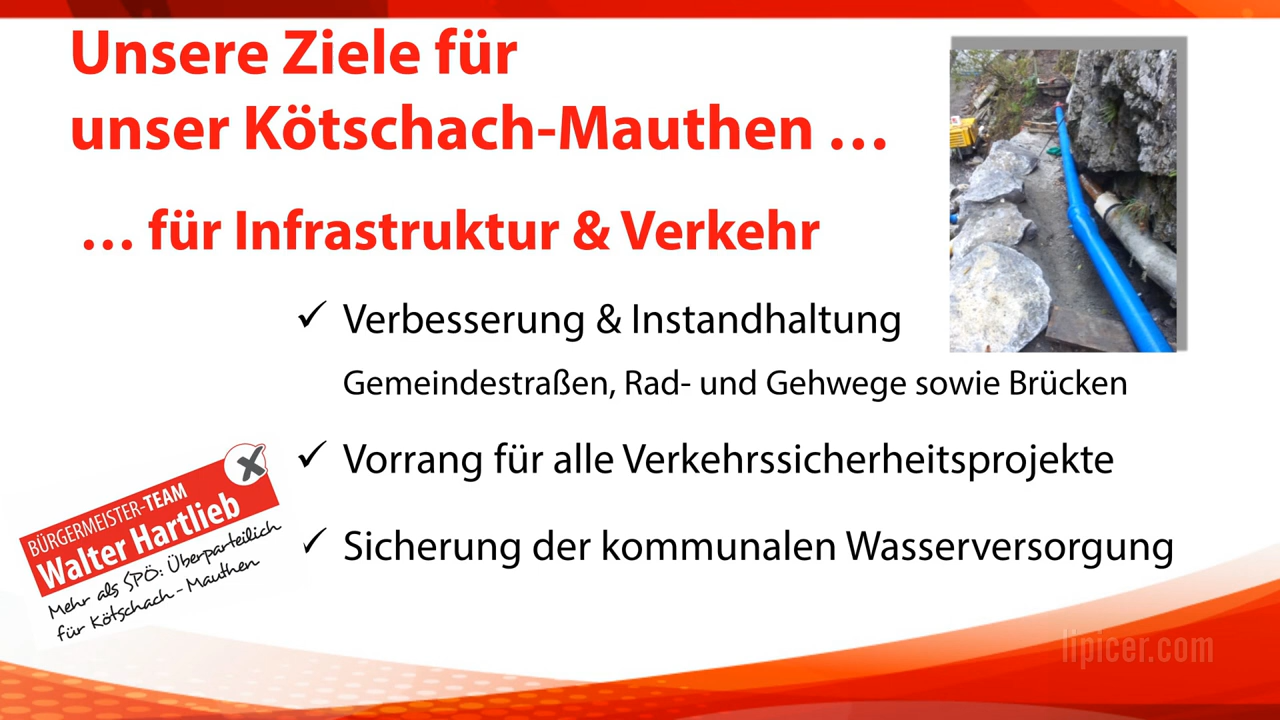 Unsere Ziele für
unser Kötschach-Mauthen ...
... für Infrastruktur & Verkehr
✓ Verbesserung & Instandhaltung
Gemeindestraßen, Rad- und Gehwege sowie Brücken
✓ Vorrang für alle Verkehrssicherheitsprojekte
✓ Sicherung der kommunalen Wasserversorgung
BÜRGERMEISTER-TEAM
Walter Hartlieb
Mehr als SPÖ: Überparteilich
für Kötschach-Mauthen
lipicer.com